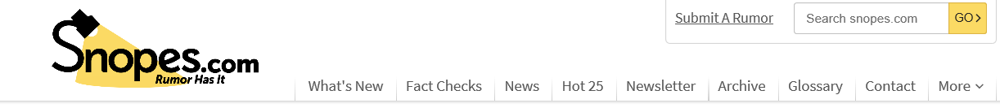 Submit A Rumor
Search snopes.com
GO
Snopes.com
Rumor Has It
What's New
Fact Checks
News
Hot 25
Newsletter
Archive
Glossary
Contact
More